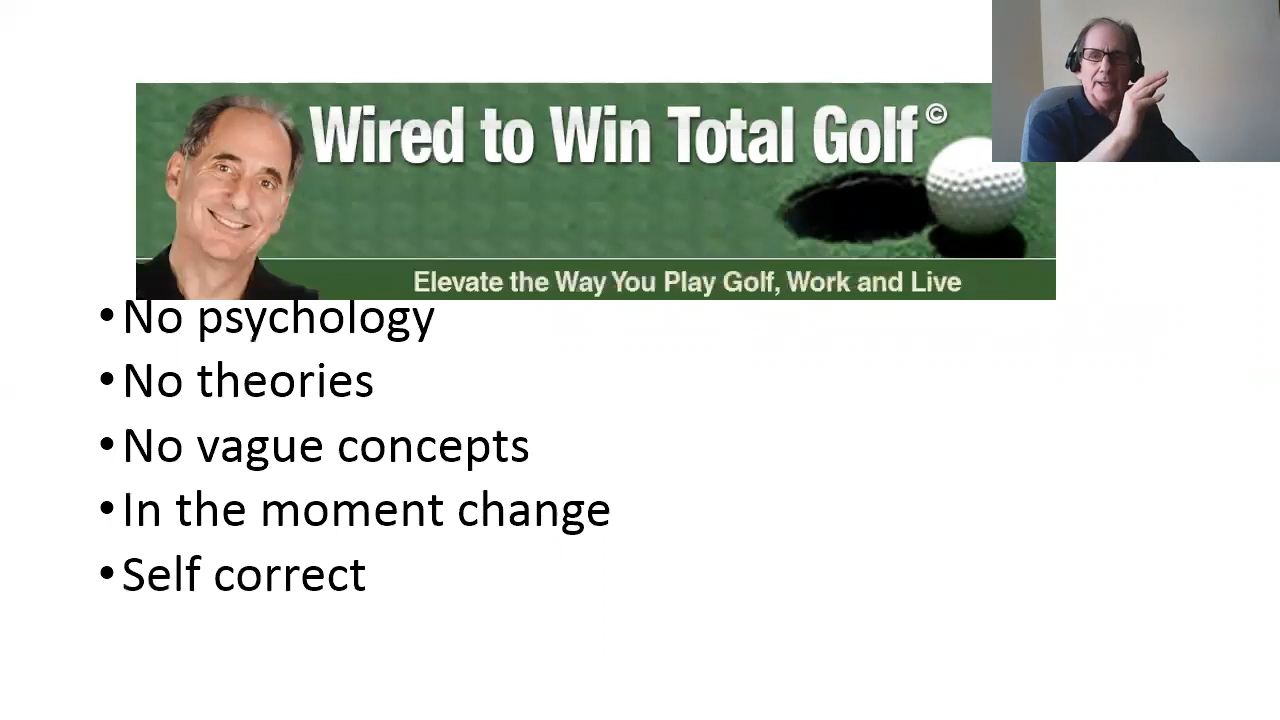 Wired to Win Total Golf©
Elevate the Way You Play Golf, Work and Live
•No psychology
•No theories
•No vague concepts
•In the moment change
•Self correct